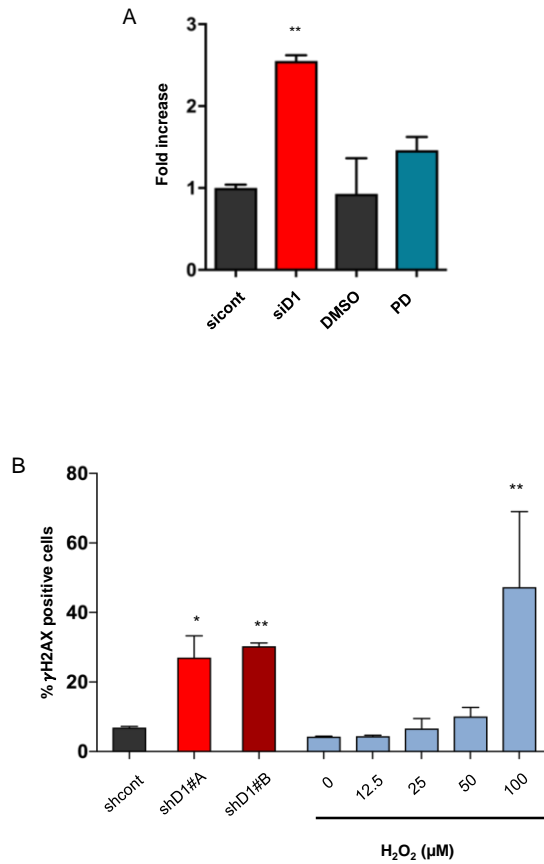 A
3
**
2
1
0
Fold increase
sicont
siD1
DMSO
PD
B
80
60
40
20
0
% γH2AX positive cells
*
**
**
shcont
shD1#A
shD1#B
0
12.5
25
50
100
H₂O₂ (µM)